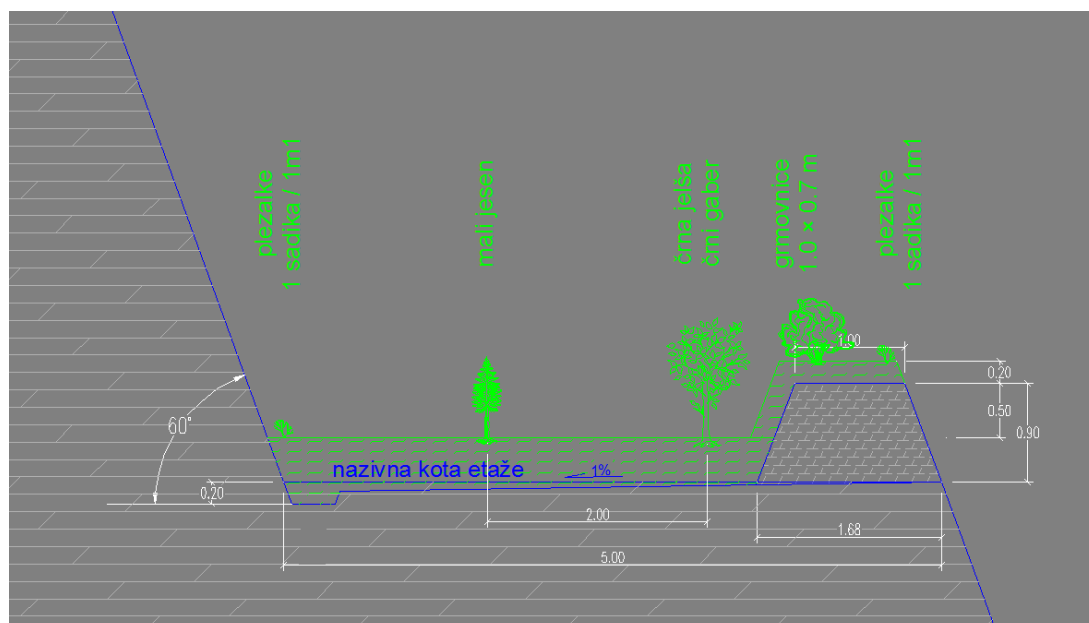 plezalke
1 sadika / 1m1
mali jesen
črna jelša
črni gaber
grmovnice
1.0 × 0.7 m
plezalke
1 sadika / 1m1
1.00
0.20
0.50
0.90
60°
nazivna kota etaže
1%
0.20
2.00
1.68
5.00